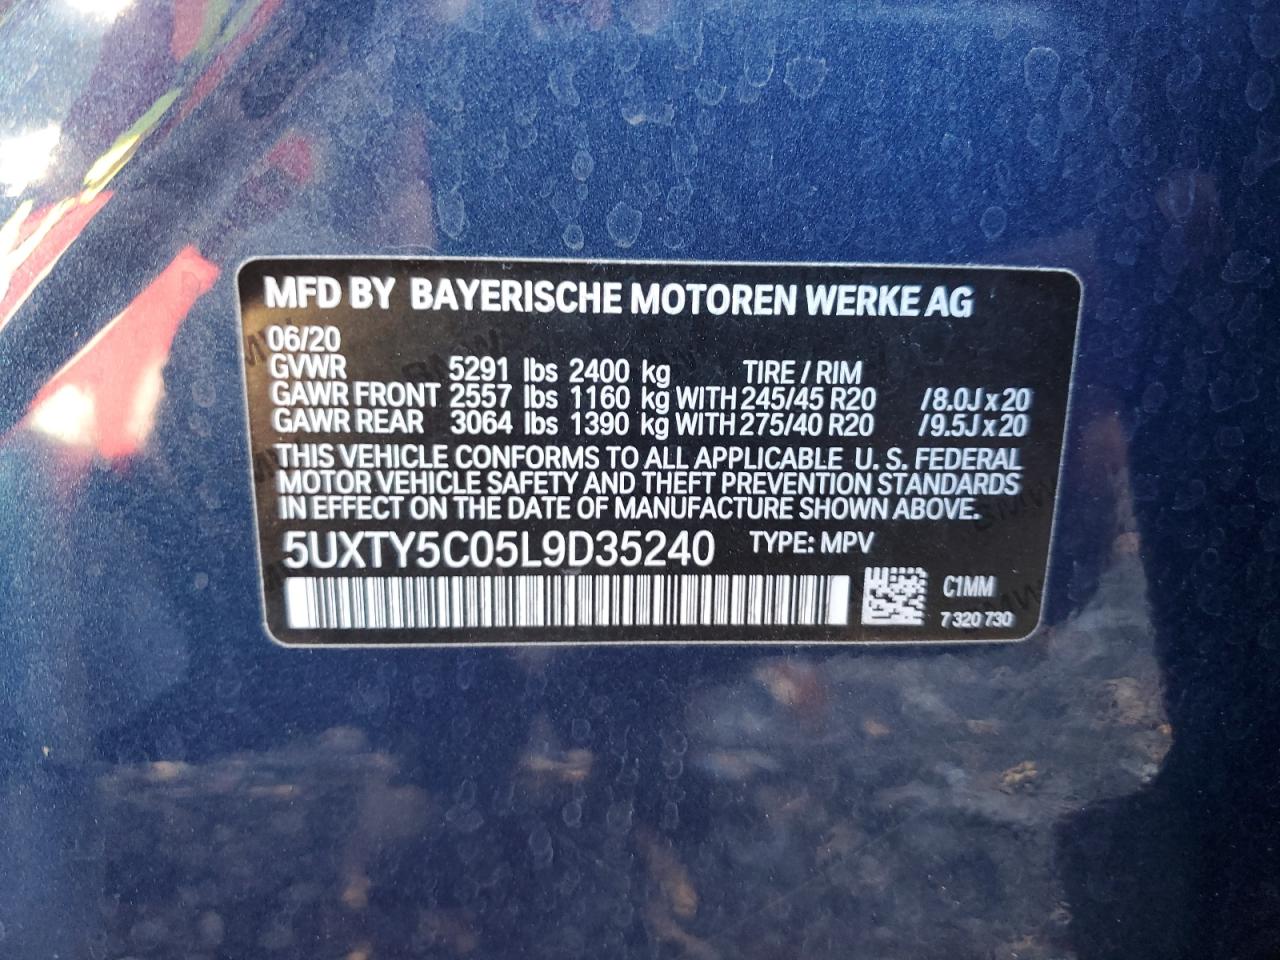 MFD BY BAYERISCHE MOTOREN WERKE AG
06/20
GVWR 5291 lbs 2400 kg TIRE / RIM
GAWR FRONT 2557 lbs 1160 kg WITH 245/45 R20 /8.0J x 20
GAWR REAR 3064 lbs 1390 kg WITH 275/40 R20 /9.5J x 20
THIS VEHICLE CONFORMS TO ALL APPLICABLE U. S. FEDERAL
MOTOR VEHICLE SAFETY AND THEFT PREVENTION STANDARDS
IN EFFECT ON THE DATE OF MANUFACTURE SHOWN ABOVE.
5UXTY5C05L9D35240 TYPE: MPV
C1MM
7 320 730